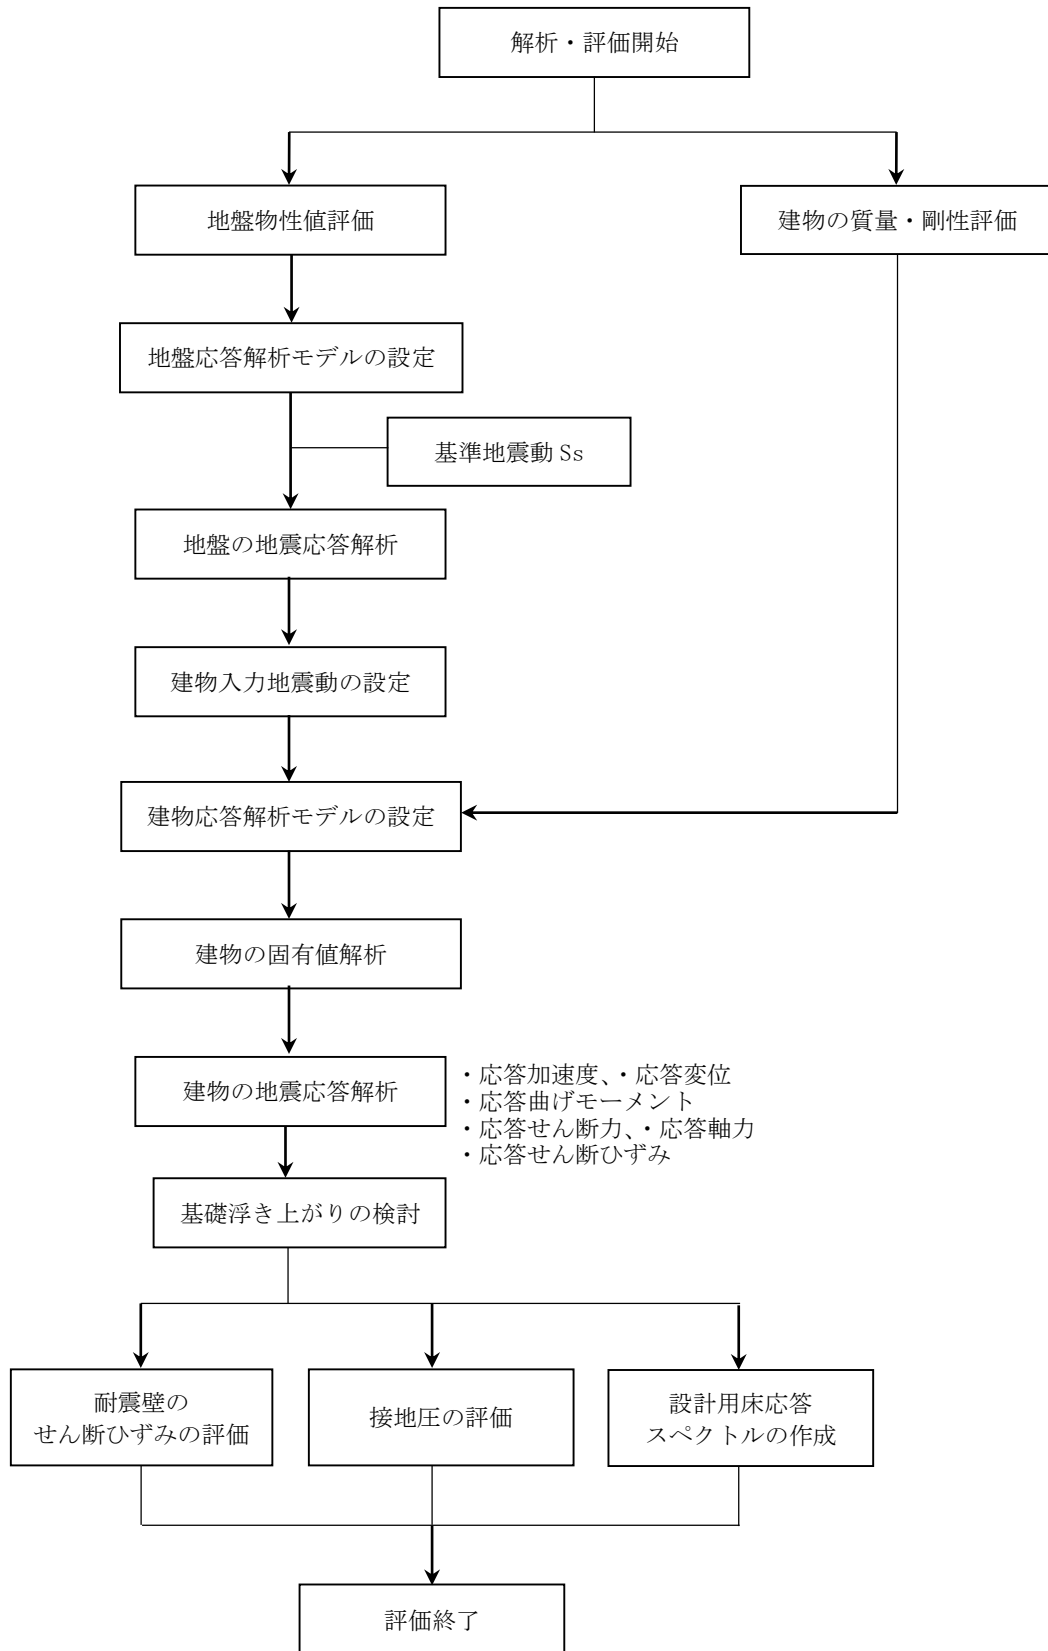 解析・評価開始
地盤物性値評価
建物の質量・剛性評価
地盤応答解析モデルの設定
基準地震動 Ss
地盤の地震応答解析
建物入力地震動の設定
建物応答解析モデルの設定
建物の固有値解析
建物の地震応答解析
・応答加速度、・応答変位
・応答曲げモーメント
・応答せん断力、・応答軸力
・応答せん断ひずみ
基礎浮き上がりの検討
耐震壁の
せん断ひずみの評価
接地圧の評価
設計用床応答
スペクトルの作成
評価終了